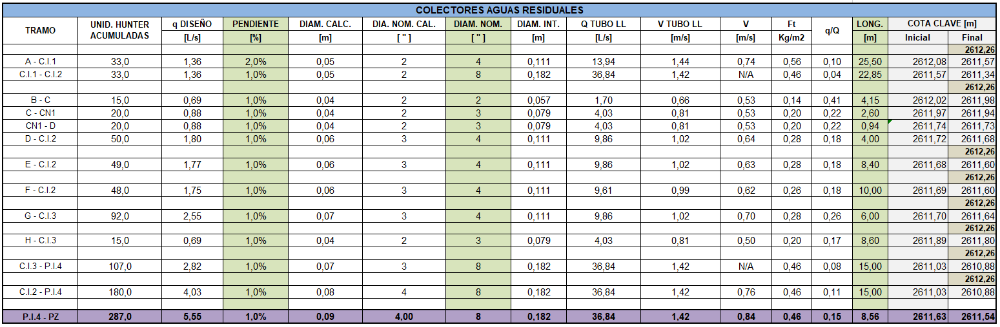 COLECTORES AGUAS RESIDUALES
TRAMO UNID. HUNTER ACUMULADAS q DISEÑO PENDIENTE DIAM. CALC. DIA. NOM. CAL. DIAM. NOM. DIAM. INT. Q TUBO LL V TUBO LL V Ft q/Q LONG. COTA CLAVE [m]
[L/s] [%] [m] [ " ] [ " ] [m] [L/s] [m/s] [m/s] Kg/m2 [m] Inicial Final
2612,26
A - C.I.1 33,0 1,36 2,0% 0,05 2 4 0,111 13,94 1,44 0,74 0,56 0,10 25,50 2612,08 2611,57
C.I.1 - C.I.2 33,0 1,36 1,0% 0,05 2 8 0,182 36,84 1,42 N/A 0,46 0,04 22,85 2611,57 2611,34
2612,26
B - C 15,0 0,69 1,0% 0,04 2 2 0,057 1,70 0,66 0,53 0,14 0,41 4,15 2612,02 2611,98
C - CN1 20,0 0,88 1,0% 0,04 2 3 0,079 4,03 0,81 0,53 0,20 0,22 2,60 2611,97 2611,94
CN1 - D 20,0 0,88 1,0% 0,04 2 3 0,079 4,03 0,81 0,53 0,20 0,22 0,94 2611,74 2611,73
D - C.I.2 50,0 1,80 1,0% 0,06 3 4 0,111 9,86 1,02 0,64 0,28 0,18 4,00 2611,72 2611,68
2612,26
E - C.I.2 49,0 1,77 1,0% 0,06 3 4 0,111 9,86 1,02 0,63 0,28 0,18 8,40 2611,68 2611,60
2612,26
F - C.I.2 48,0 1,75 1,0% 0,06 3 4 0,111 9,61 0,99 0,62 0,26 0,18 10,00 2611,69 2611,60
2612,26
G - C.I.3 92,0 2,55 1,0% 0,07 3 4 0,111 9,86 1,02 0,70 0,28 0,26 6,00 2611,70 2611,64
2612,26
H - C.I.3 15,0 0,69 1,0% 0,04 2 3 0,079 4,03 0,81 0,50 0,20 0,17 8,60 2611,89 2611,80
2612,26
C.I.3 - P.I.4 107,0 2,82 1,0% 0,07 3 8 0,182 36,84 1,42 N/A 0,46 0,08 15,00 2611,03 2610,88
2612,26
C.I.2 - P.I.4 180,0 4,03 1,0% 0,08 4 8 0,182 36,84 1,42 0,76 0,46 0,11 15,00 2611,03 2610,88
P.I.4 - PZ 287,0 5,55 1,0% 0,09 4,00 8 0,182 36,84 1,42 0,84 0,46 0,15 8,56 2611,63 2611,54